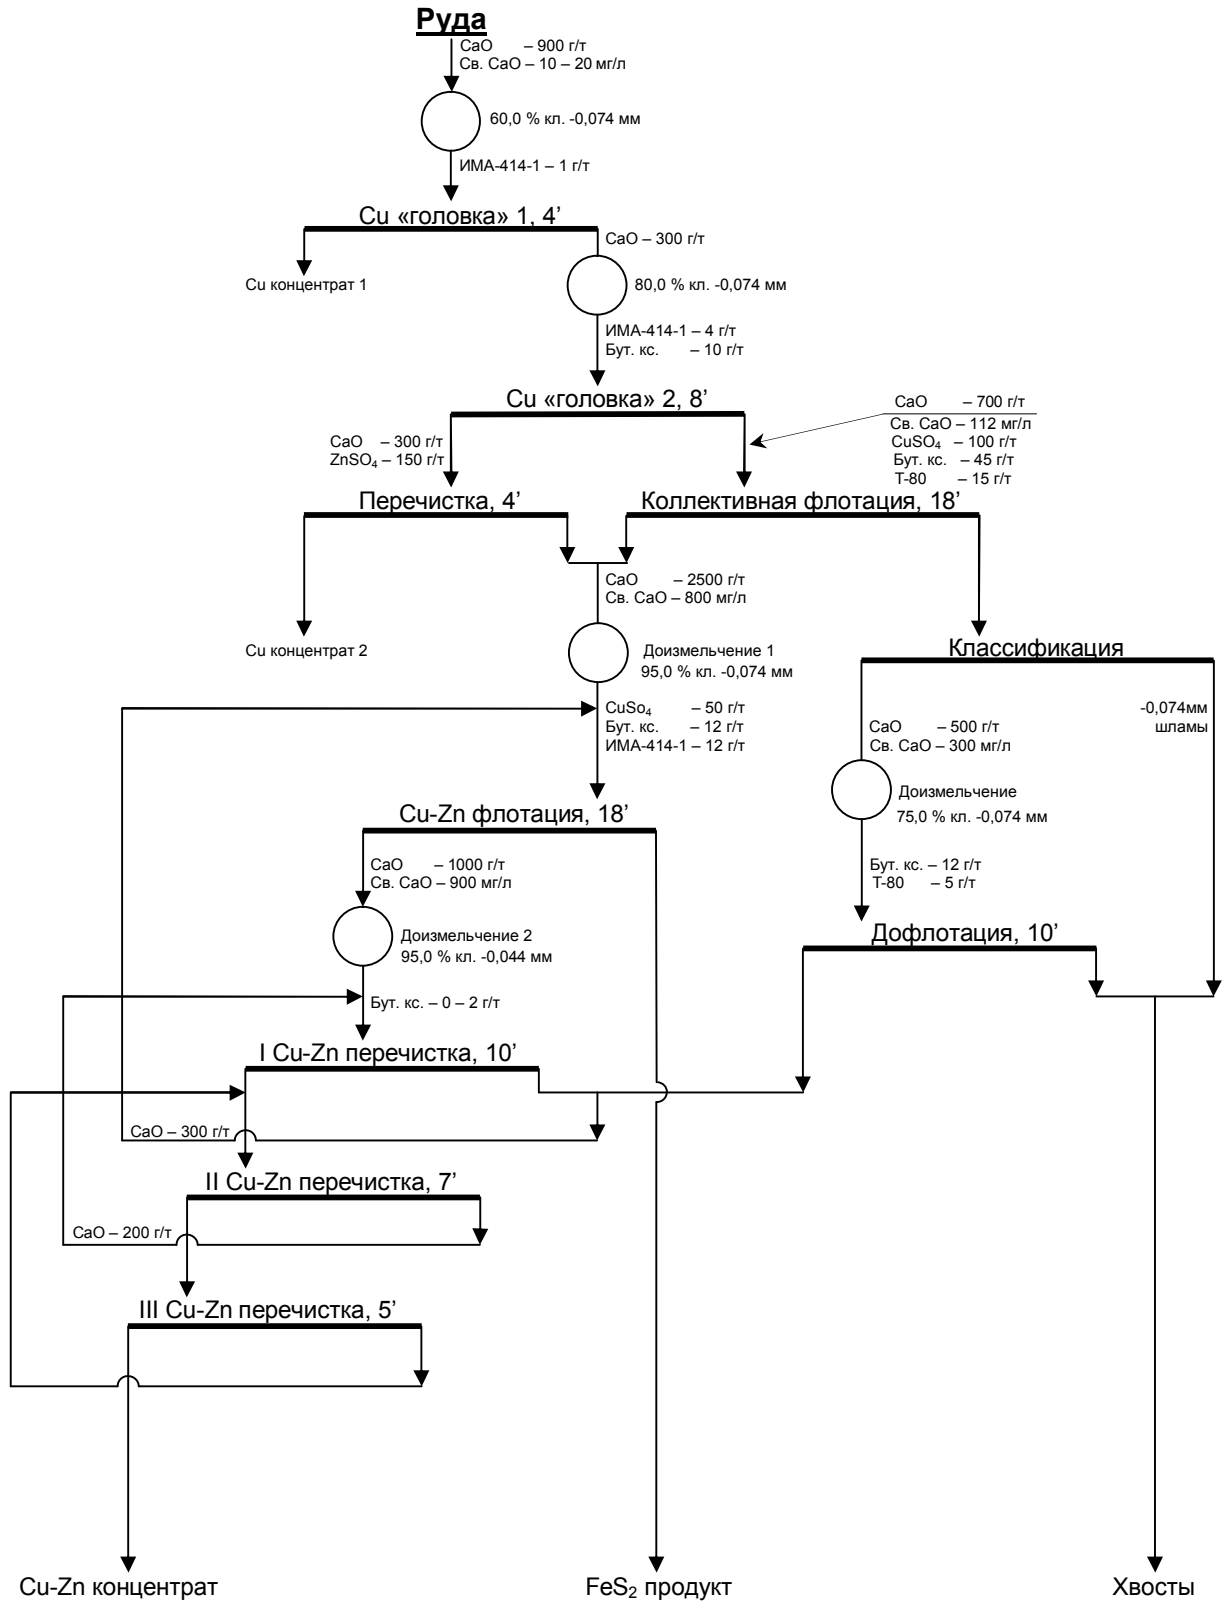 Руда
CaO – 900 г/т
Св. CaO – 10 – 20 мг/л
60,0 % кл. -0,074 мм
ИМА-414-1 – 1 г/т
Cu «головка» 1, 4’
CaO – 300 г/т
Cu концентрат 1
80,0 % кл. -0,074 мм
ИМА-414-1 – 4 г/т
Бут. кс. – 10 г/т
Cu «головка» 2, 8’
CaO – 700 г/т
Св. CaO – 112 мг/л
CuSO₄ – 100 г/т
Бут. кс. – 45 г/т
Т-80 – 15 г/т
CaO – 300 г/т
ZnSO₄ – 150 г/т
Перечистка, 4’
Коллективная флотация, 18’
CaO – 2500 г/т
Св. CaO – 800 мг/л
Cu концентрат 2
Доизмельчение 1
95,0 % кл. -0,074 мм
Классификация
CuSo₄ – 50 г/т
Бут. кс. – 12 г/т
ИМА-414-1 – 12 г/т
CaO – 500 г/т
Св. CaO – 300 мг/л
-0,074мм
шламы
Доизмельчение
75,0 % кл. -0,074 мм
Cu-Zn флотация, 18’
CaO – 1000 г/т
Св. CaO – 900 мг/л
Бут. кс. – 12 г/т
Т-80 – 5 г/т
Доизмельчение 2
95,0 % кл. -0,044 мм
Дофлотация, 10’
Бут. кс. – 0 – 2 г/т
I Cu-Zn перечистка, 10’
CaO – 300 г/т
II Cu-Zn перечистка, 7’
CaO – 200 г/т
III Cu-Zn перечистка, 5’
Cu-Zn концентрат
FeS₂ продукт
Хвосты